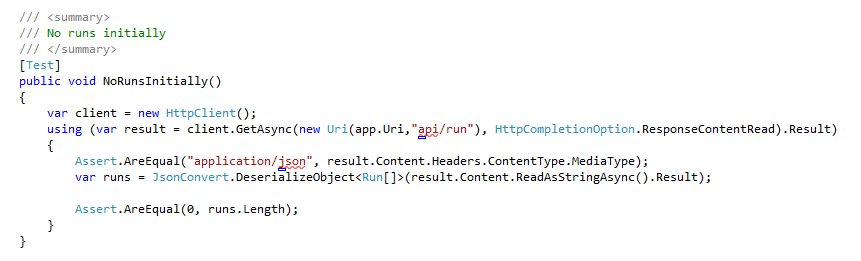 /// <summary>
/// No runs initially
/// </summary>
[Test]
public void NoRunsInitially()
{
    var client = new HttpClient();
    using (var result = client.GetAsync(new Uri(app.Uri,"api/run"), HttpCompletionOption.ResponseContentRead).Result)
    {
        Assert.AreEqual("application/json", result.Content.Headers.ContentType.MediaType);
        var runs = JsonConvert.DeserializeObject<Run[]>(result.Content.ReadAsStringAsync().Result);

        Assert.AreEqual(0, runs.Length);
    }
}